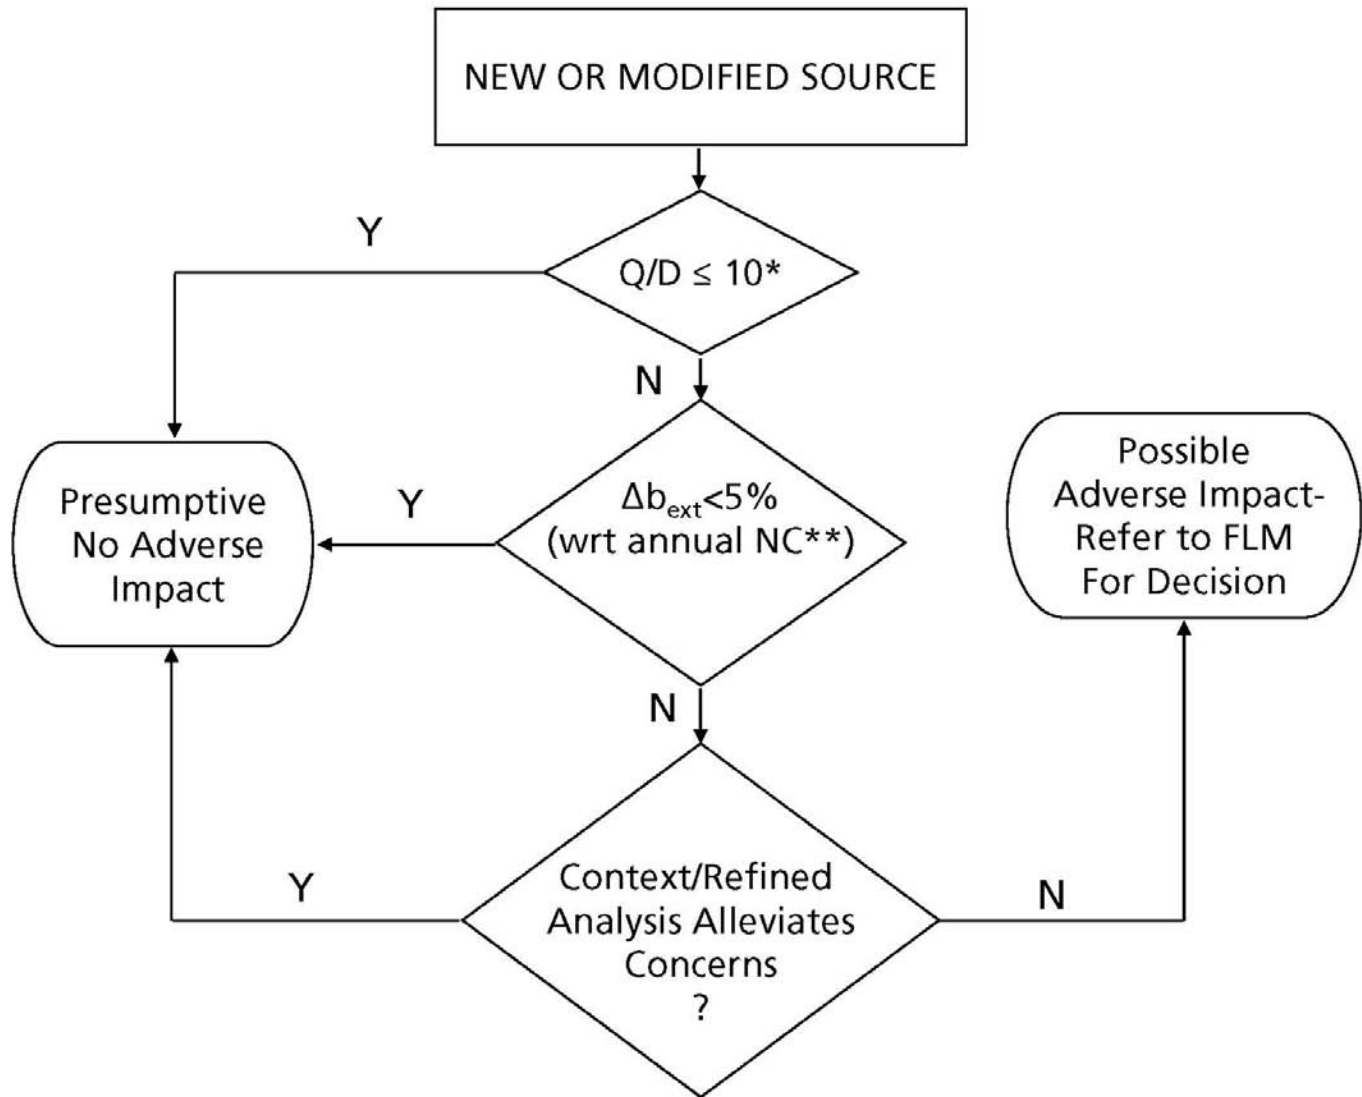 NEW OR MODIFIED SOURCE
Y
Q/D ≤ 10*
N
Presumptive
No Adverse
Impact
Y
Δb_ext<5%
(wrt annual NC**)
Possible
Adverse Impact-
Refer to FLM
For Decision
N
Y
Context/Refined
Analysis Alleviates
Concerns
?
N